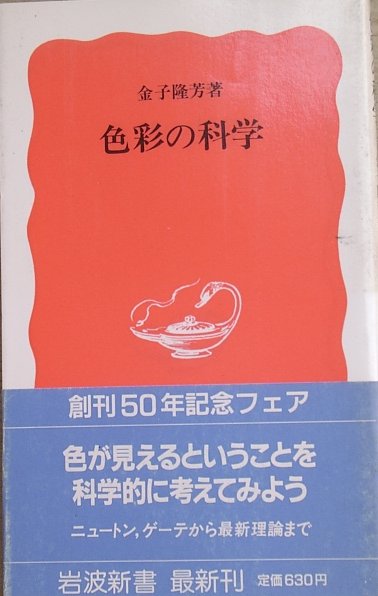 金子隆芳著
色彩の科学
創刊50年記念フェア
色が見えるということを
科学的に考えてみよう
ニュートン,ゲーテから最新理論まで
岩波新書 最新刊 定価630円